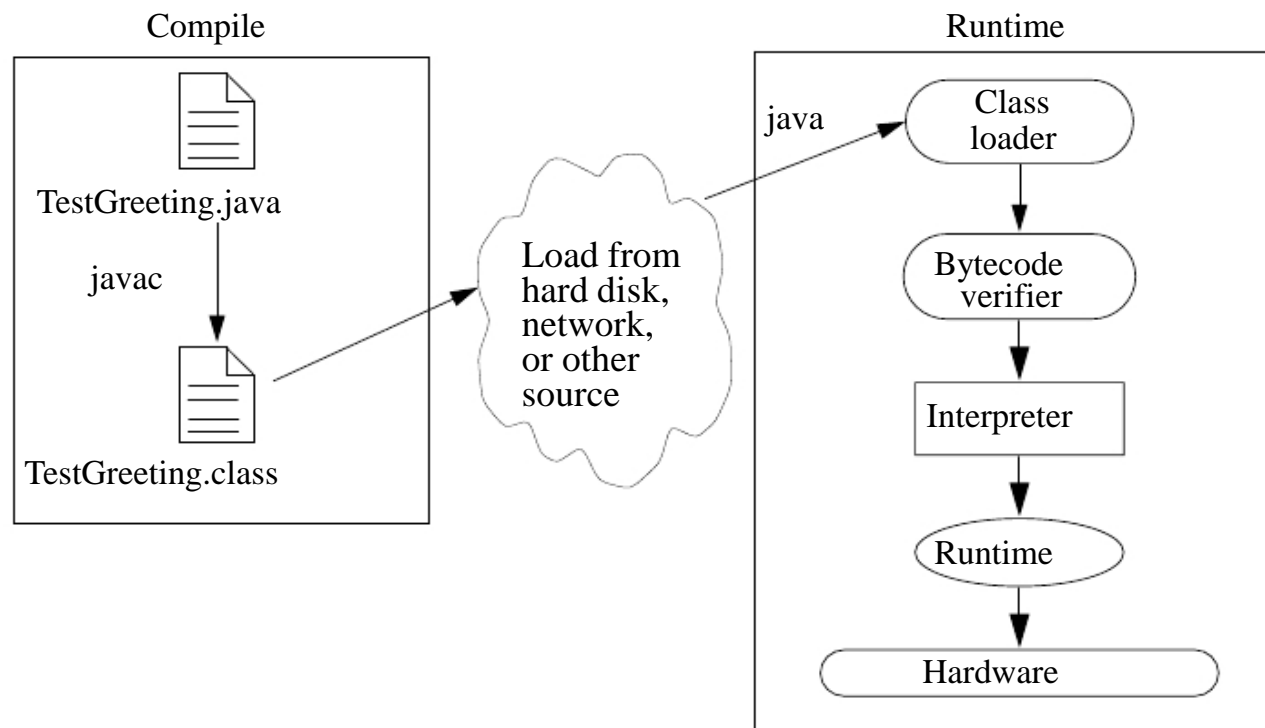 Compile
TestGreeting.java
javac
TestGreeting.class
Load from
hard disk,
network,
or other
source
Runtime
java
Class
loader
Bytecode
verifier
Interpreter
Runtime
Hardware